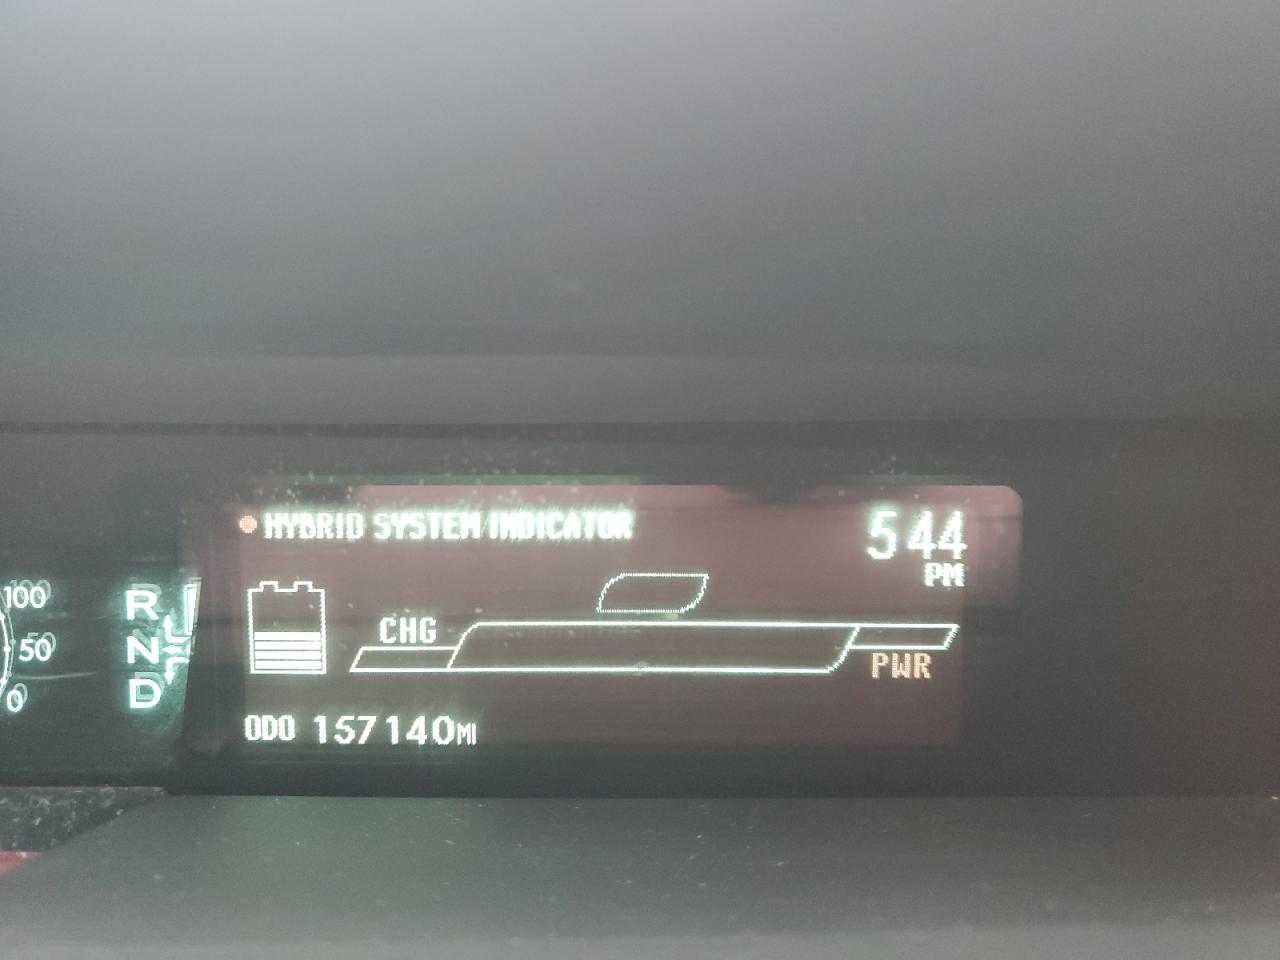 HYBRID SYSTEM INDICATOR
5 44
PM
100
R
CHG
50
N
PWR
D
0
ODO 157140MI